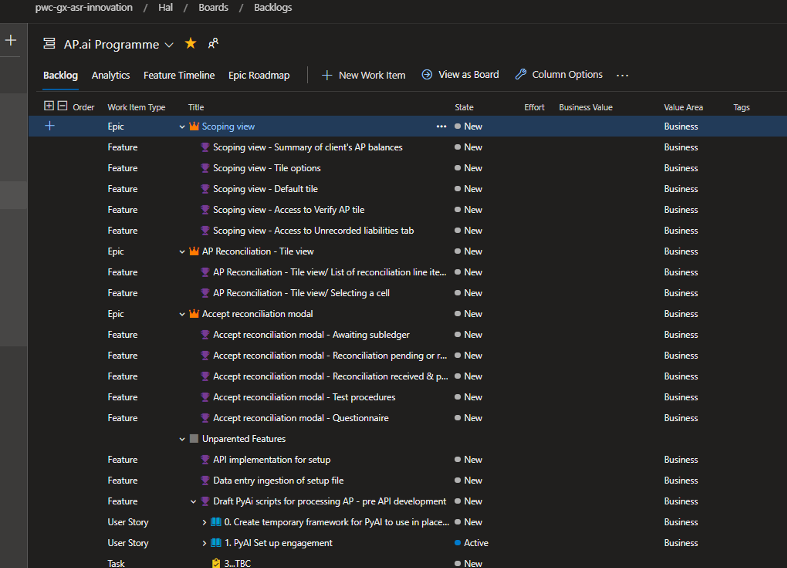 pwc-gx-asr-innovation / Hal / Boards / Backlogs
AP.ai Programme
Backlog Analytics Feature Timeline Epic Roadmap + New Work Item View as Board Column Options ...
Order Work Item Type Title State Effort Business Value Value Area Tags
Epic Scoping view ... New Business
Feature Scoping view - Summary of client's AP balances New Business
Feature Scoping view - Tile options New Business
Feature Scoping view - Default tile New Business
Feature Scoping view - Access to Verify AP tile New Business
Feature Scoping view - Access to Unrecorded liabilities tab New Business
Epic AP Reconciliation - Tile view New Business
Feature AP Reconciliation - Tile view/ List of reconciliation line ite... New Business
Feature AP Reconciliation - Tile view/ Selecting a cell New Business
Epic Accept reconciliation modal New Business
Feature Accept reconciliation modal - Awaiting subledger New Business
Feature Accept reconciliation modal - Reconciliation pending or r... New Business
Feature Accept reconciliation modal - Reconciliation received & p... New Business
Feature Accept reconciliation modal - Test procedures New Business
Feature Accept reconciliation modal - Questionnaire New Business
Unparented Features
Feature API implementation for setup New Business
Feature Data entry ingestion of setup file New Business
Feature Draft PyAi scripts for processing AP - pre API development New Business
User Story 0. Create temporary framework for PyAI to use in place... New Business
User Story 1. PyAI Set up engagement Active Business
Task 3...TBC New